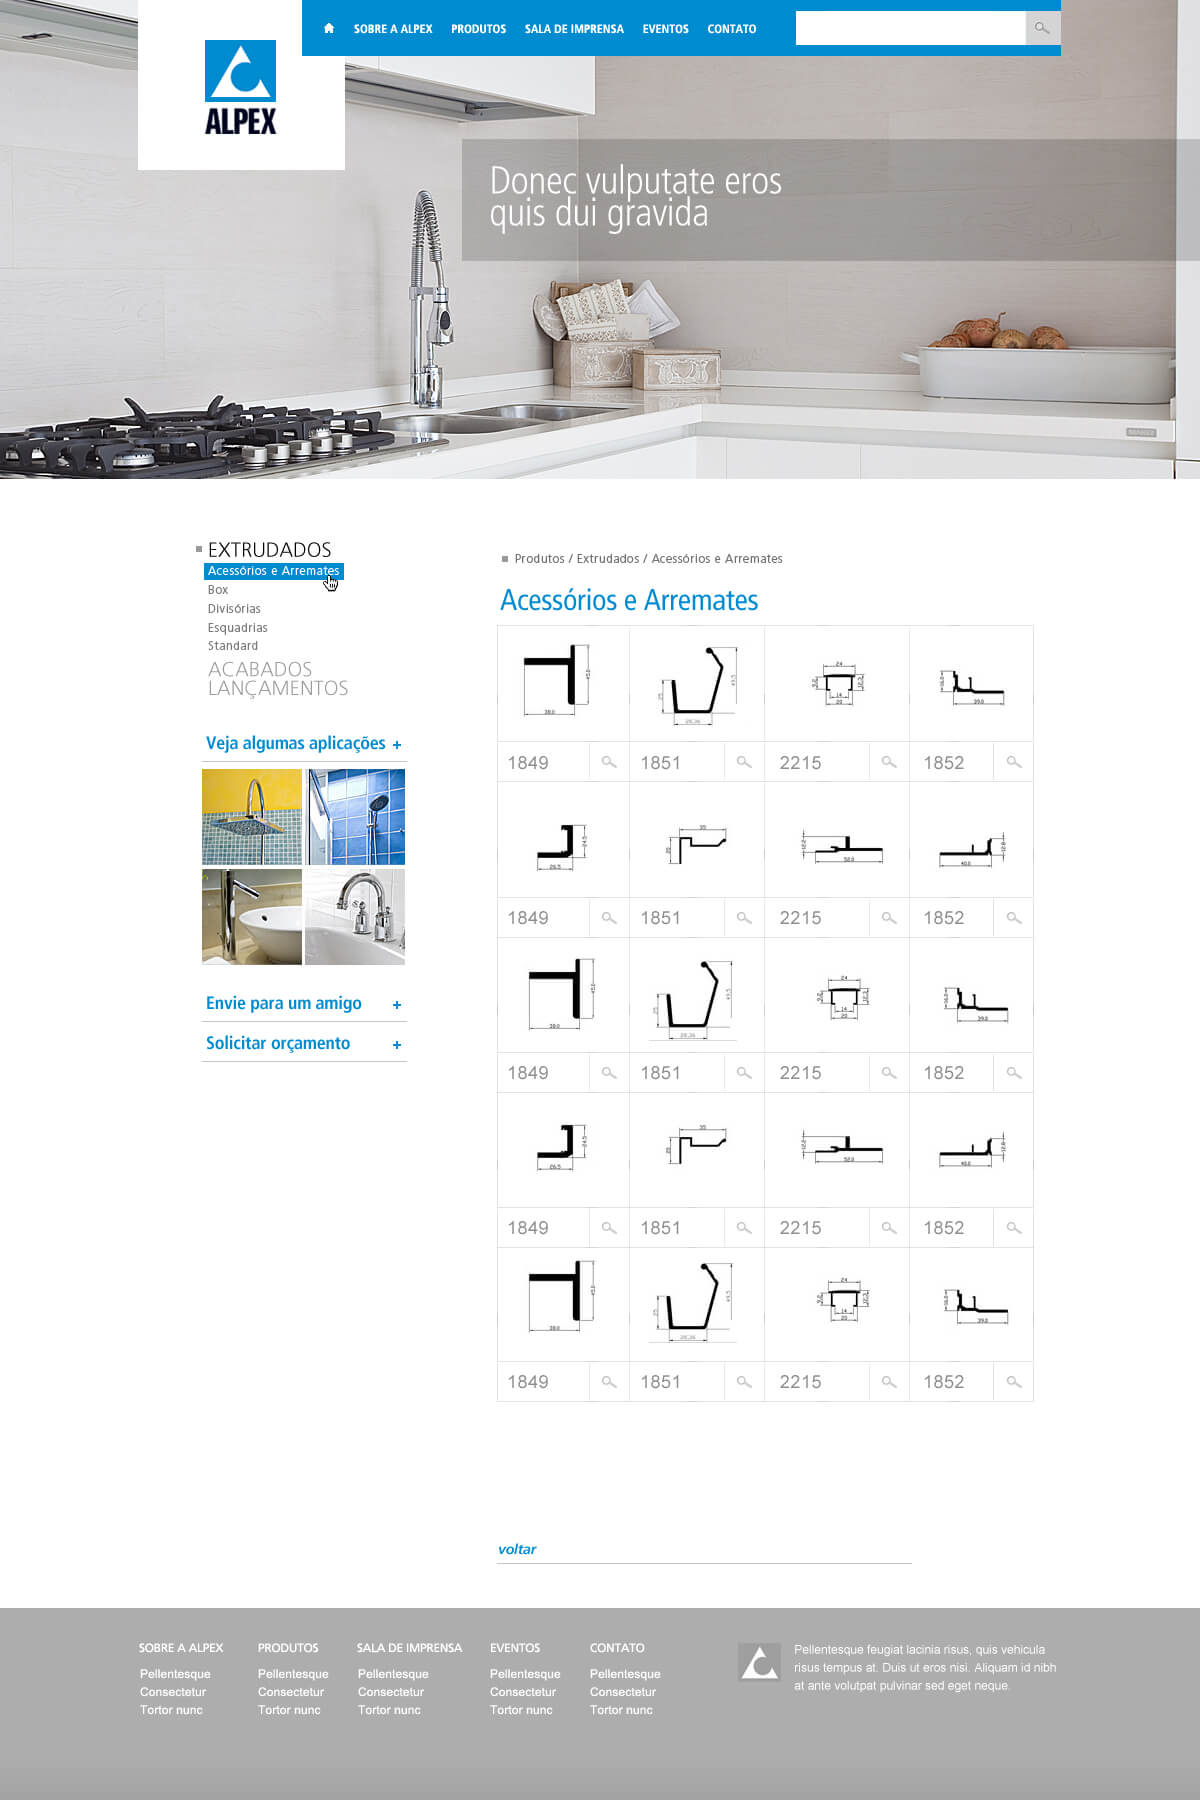 SOBRE A ALPEX PRODUTOS SALA DE IMPRENSA EVENTOS CONTATO
ALPEX
Donec vulputate eros
quis dui gravida
EXTRUDADOS
Acessórios e Arremates
Box
Divisórias
Esquadrias
Standard
ACABADOS
LANÇAMENTOS
Veja algumas aplicações +
Envie para um amigo +
Solicitar orçamento +
Produtos / Extrudados / Acessórios e Arremates
Acessórios e Arremates
1849 1851 2215 1852
1849 1851 2215 1852
1849 1851 2215 1852
1849 1851 2215 1852
1849 1851 2215 1852
voltar
SOBRE A ALPEX PRODUTOS SALA DE IMPRENSA EVENTOS CONTATO
Pellentesque Pellentesque Pellentesque Pellentesque Pellentesque
Consectetur Consectetur Consectetur Consectetur Consectetur
Tortor nunc Tortor nunc Tortor nunc Tortor nunc Tortor nunc
Pellentesque feugiat lacinia risus, quis vehicula
risus tempus at. Duis ut eros nisi. Aliquam id nibh
at ante volutpat pulvinar sed eget neque.